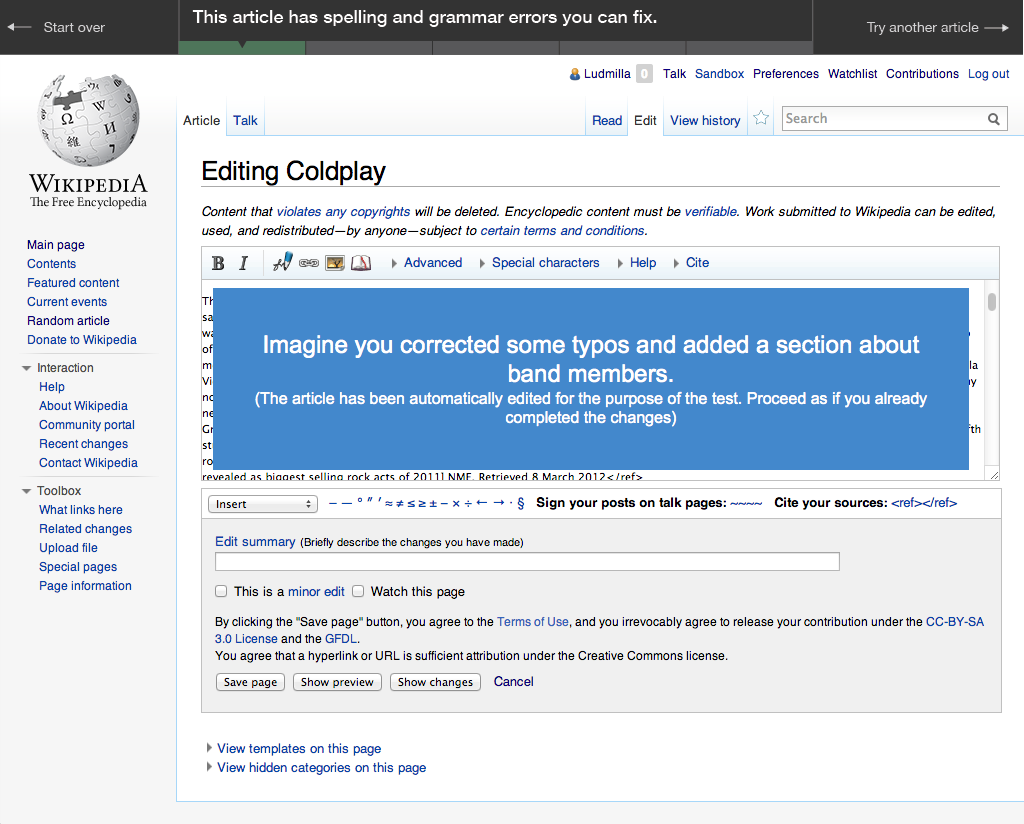 Start over
This article has spelling and grammar errors you can fix.
Try another article
Ludmilla 0 Talk Sandbox Preferences Watchlist Contributions Log out
Article Talk
Read Edit View history Search
WIKIPEDIA
The Free Encyclopedia
Main page
Contents
Featured content
Current events
Random article
Donate to Wikipedia
Interaction
Help
About Wikipedia
Community portal
Recent changes
Contact Wikipedia
Toolbox
What links here
Related changes
Upload file
Special pages
Page information
Editing Coldplay
Content that violates any copyrights will be deleted. Encyclopedic content must be verifiable. Work submitted to Wikipedia can be edited,
used, and redistributed—by anyone—subject to certain terms and conditions.
B I Advanced Special characters Help Cite
Imagine you corrected some typos and added a section about
band members.
(The article has been automatically edited for the purpose of the test. Proceed as if you already
completed the changes)
revealed as biggest selling rock acts of 2011] NME. Retrieved 8 March 2012</ref>
Insert – — ° ″ ′ ≈ ≠ ≤ ≥ ± − × ÷ ← → · § Sign your posts on talk pages: ~~~~ Cite your sources: <ref></ref>
Edit summary (Briefly describe the changes you have made)
This is a minor edit Watch this page
By clicking the "Save page" button, you agree to the Terms of Use, and you irrevocably agree to release your contribution under the CC-BY-SA
3.0 License and the GFDL.
You agree that a hyperlink or URL is sufficient attribution under the Creative Commons license.
Save page Show preview Show changes Cancel
View templates on this page
View hidden categories on this page